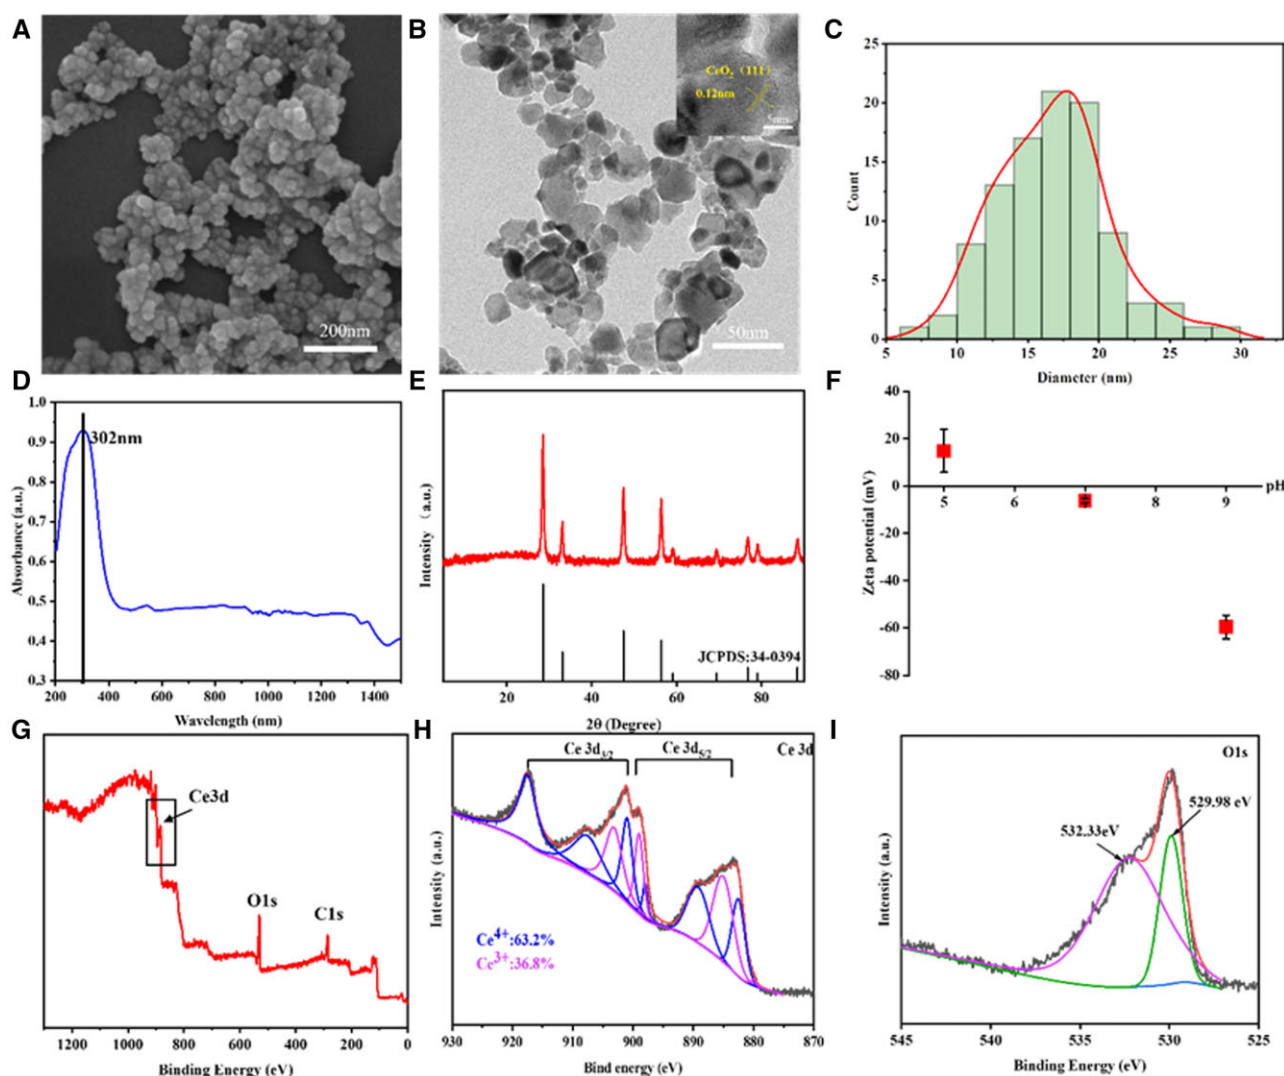 A
200nm
B
CeO2 (111)
0.12nm
5nm
50nm
C
25
20
15
10
5
0
Count
5 10 15 20 25 30
Diameter (nm)
D
1.0
0.9
0.8
0.7
0.6
0.5
0.4
0.3
Absorbance (a.u.)
302nm
200 400 600 800 1000 1200 1400
Wavelength (nm)
E
Intensity (a.u.)
JCPDS:34-0394
20 40 60 80
2θ (Degree)
F
40
20
0
-20
-40
-60
-80
Zeta potential (mV)
5 6 8 9
pH
G
Intensity (a.u.)
Ce3d
O1s
C1s
1200 1000 800 600 400 200 0
Binding Energy (eV)
H
Ce 3d3/2
Ce 3d5/2
Ce 3d
Intensity (a.u.)
Ce4+:63.2%
Ce3+:36.8%
930 920 910 900 890 880 870
Bind energy (eV)
I
O1s
532.33eV
529.98 eV
Intensity (a.u.)
545 540 535 530 525
Binding Energy (eV)